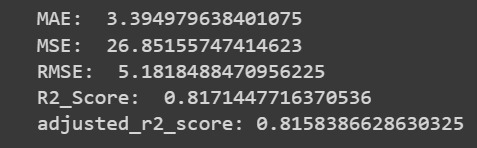 MAE:  3.394979638401075
MSE:  26.85155747414623
RMSE:  5.1818488470956225
R2_Score:  0.8171447716370536
adjusted_r2_score: 0.8158386628630325